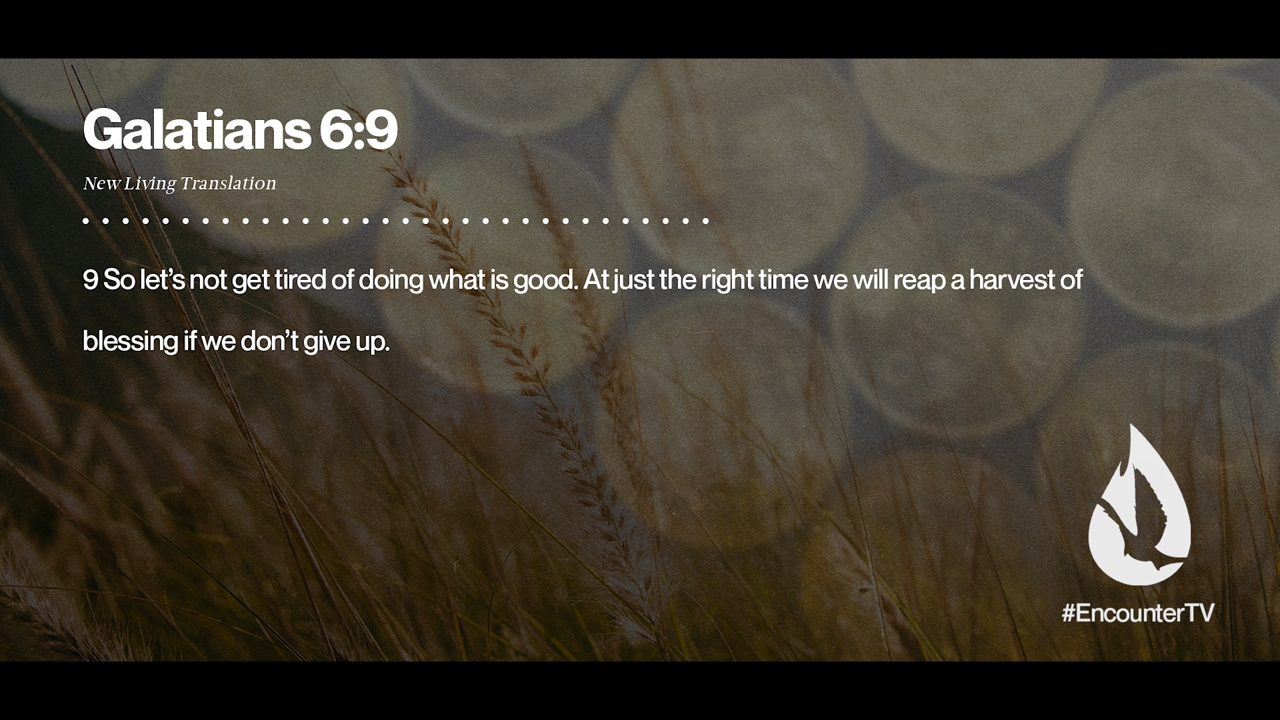 Galatians 6:9
New Living Translation
9 So let’s not get tired of doing what is good. At just the right time we will reap a harvest of
blessing if we don’t give up.
#EncounterTV